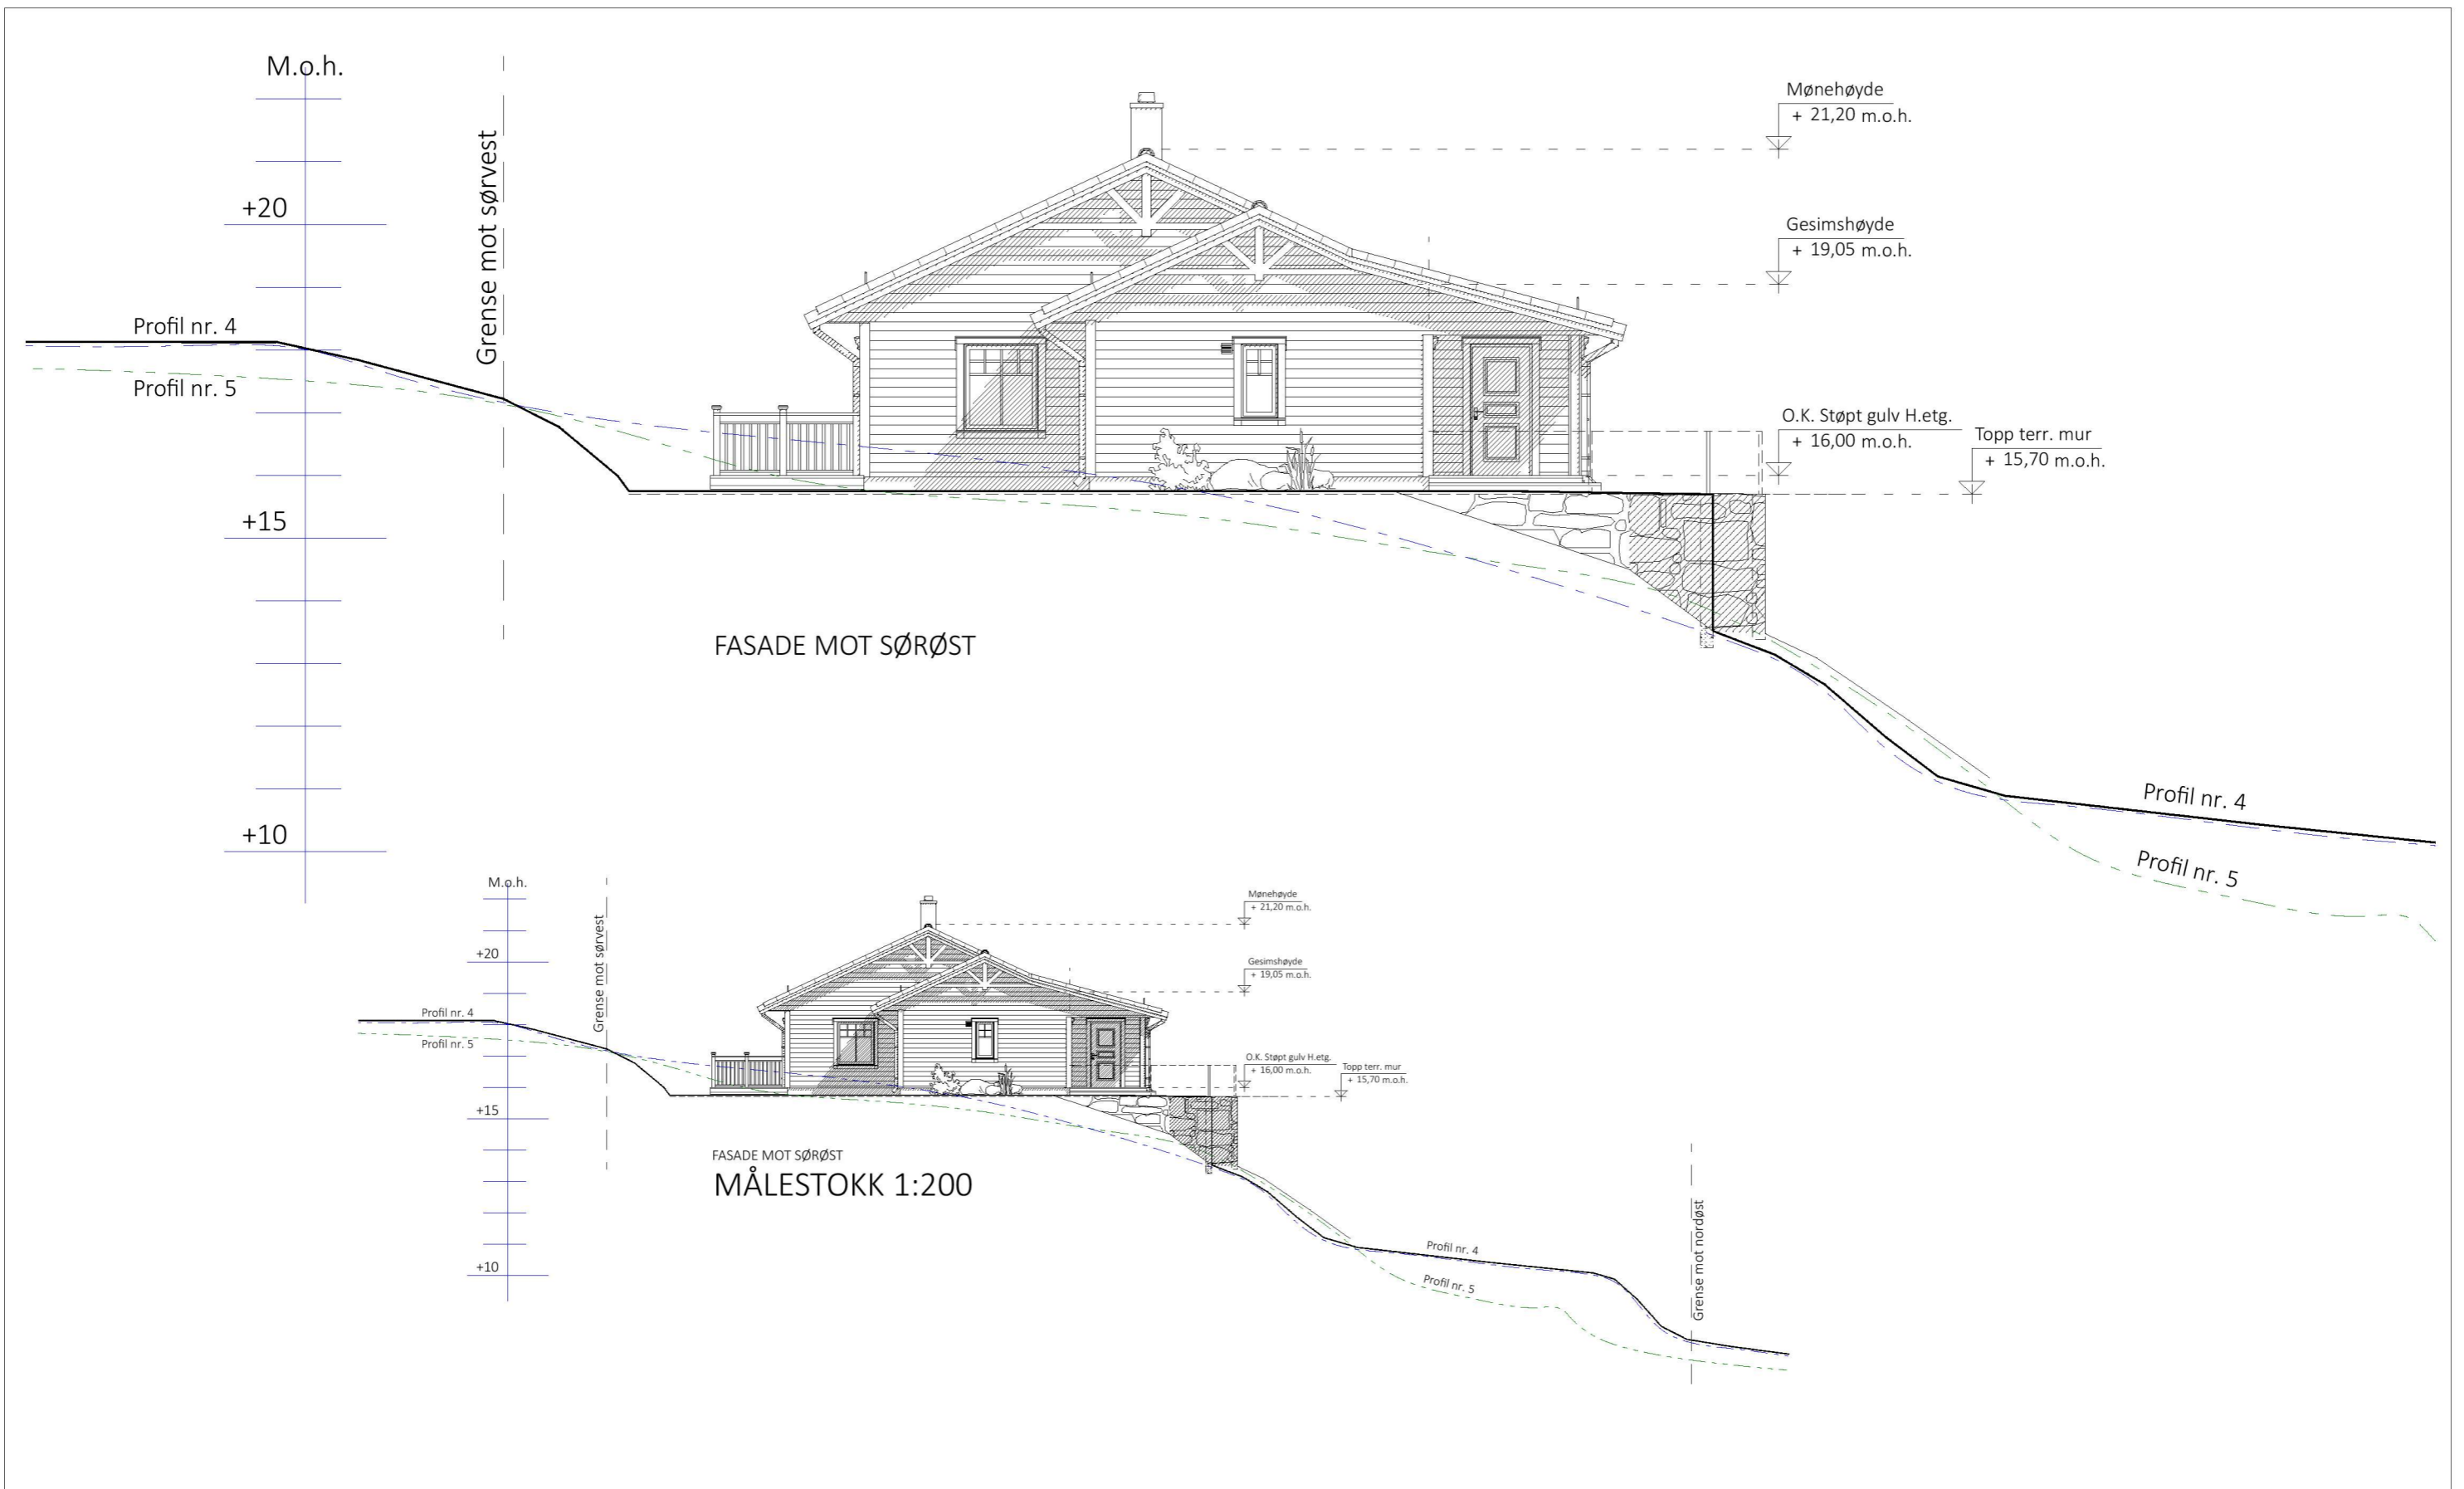 M.o.h.
Grense mot sørvest
Mønehøyde
+ 21,20 m.o.h.
+20
Gesimshøyde
+ 19,05 m.o.h.
Profil nr. 4
Profil nr. 5
O.K. Støpt gulv H.etg.
+ 16,00 m.o.h.
Topp terr. mur
+ 15,70 m.o.h.
+15
FASADE MOT SØRØST
Profil nr. 4
+10
Profil nr. 5
M.o.h.
Grense mot sørvest
Mønehøyde
+ 21,20 m.o.h.
+20
Gesimshøyde
+ 19,05 m.o.h.
Profil nr. 4
Profil nr. 5
O.K. Støpt gulv H.etg.
+ 16,00 m.o.h.
Topp terr. mur
+ 15,70 m.o.h.
+15
FASADE MOT SØRØST
MÅLESTOKK 1:200
Grense mot nordøst
Profil nr. 4
+10
Profil nr. 5